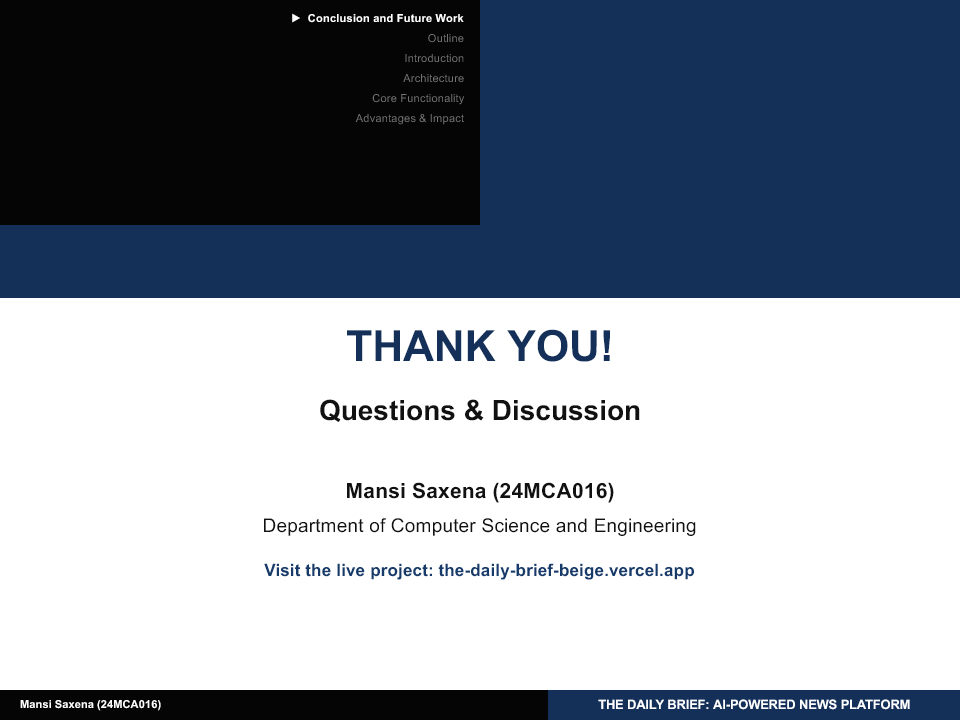 ▶ Conclusion and Future Work
Outline
Introduction
Architecture
Core Functionality
Advantages & Impact
THANK YOU!
Questions & Discussion
Mansi Saxena (24MCA016)
Department of Computer Science and Engineering
Visit the live project: the-daily-brief-beige.vercel.app
Mansi Saxena (24MCA016)
THE DAILY BRIEF: AI-POWERED NEWS PLATFORM